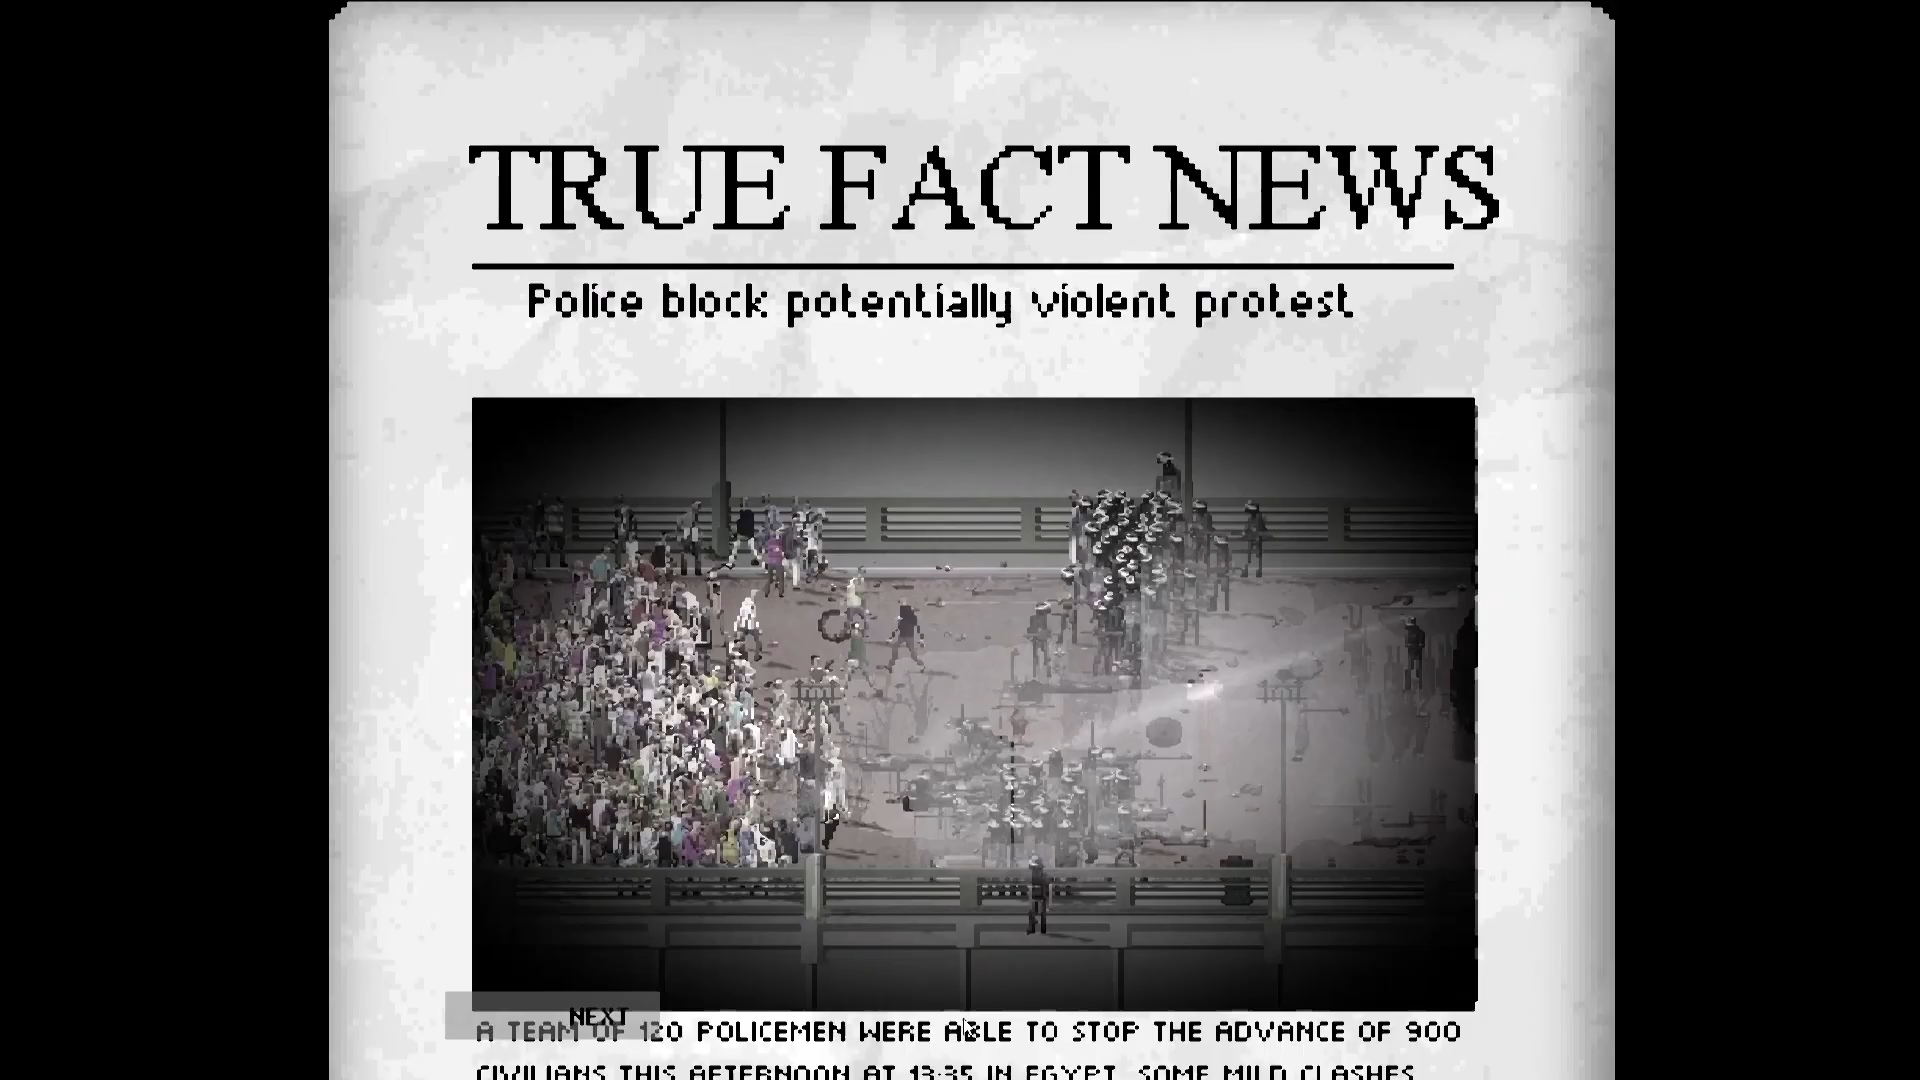 TRUE FACT NEWS
Police block potentially violent protest
NEXT
A TEAM OF 120 POLICEMEN WERE ABLE TO STOP THE ADVANCE OF 900
CIVILIANS THIS AFTERNOON AT 13:35 IN EGYPT. SOME MILD CLASHES